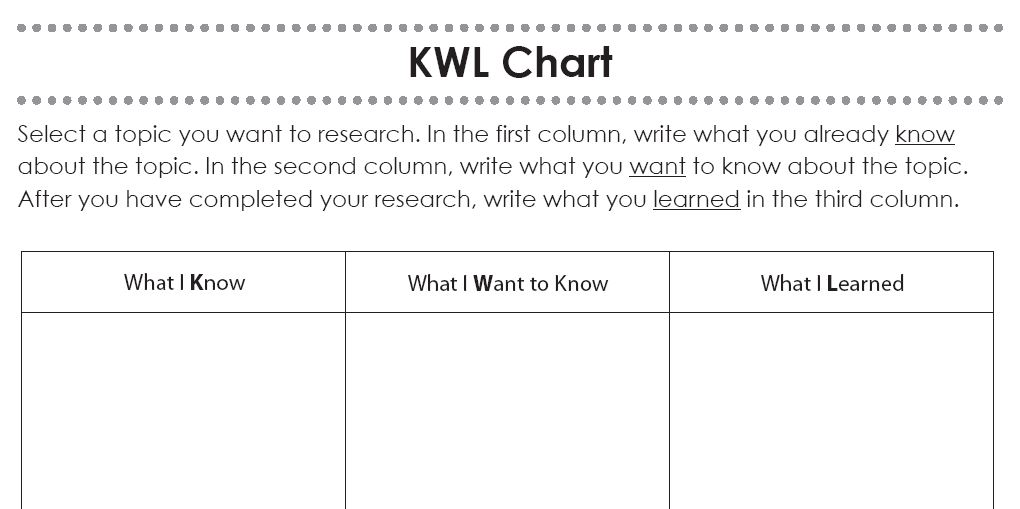 KWL Chart
Select a topic you want to research. In the first column, write what you already know
about the topic. In the second column, write what you want to know about the topic.
After you have completed your research, write what you learned in the third column.
What I Know
What I Want to Know
What I Learned